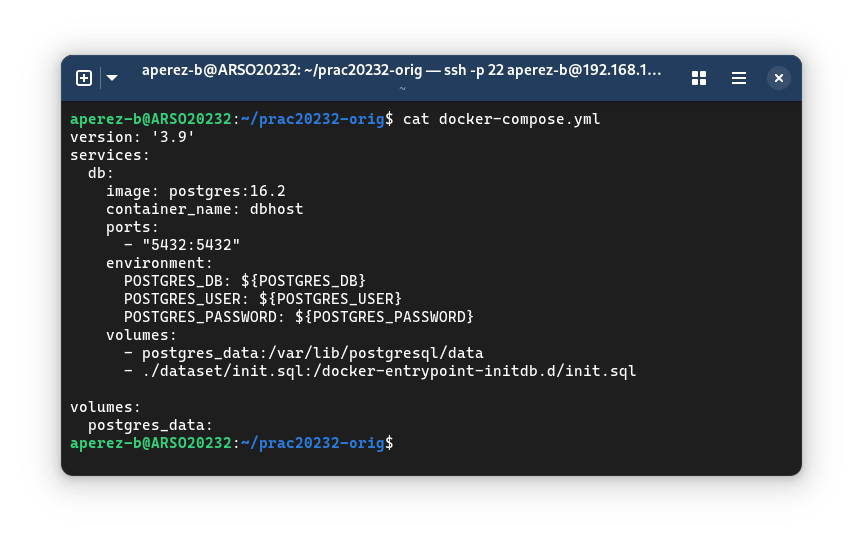 aperez-b@ARSO20232: ~/prac20232-orig — ssh -p 22 aperez-b@192.168.1…
~
aperez-b@ARSO20232:~/prac20232-orig$ cat docker-compose.yml
version: '3.9'
services:
  db:
    image: postgres:16.2
    container_name: dbhost
    ports:
      - "5432:5432"
    environment:
      POSTGRES_DB: ${POSTGRES_DB}
      POSTGRES_USER: ${POSTGRES_USER}
      POSTGRES_PASSWORD: ${POSTGRES_PASSWORD}
    volumes:
      - postgres_data:/var/lib/postgresql/data
      - ./dataset/init.sql:/docker-entrypoint-initdb.d/init.sql

volumes:
  postgres_data:
aperez-b@ARSO20232:~/prac20232-orig$